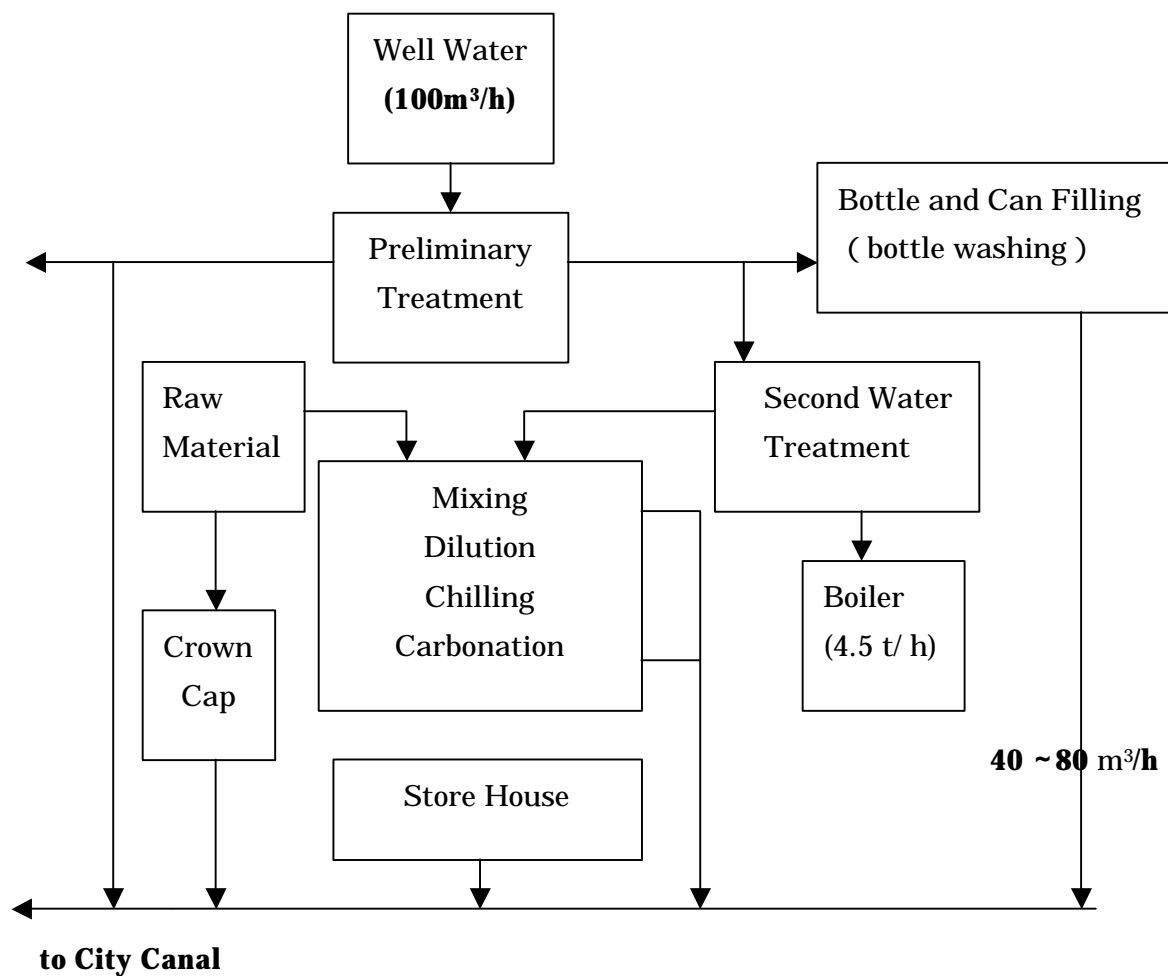 Well Water
(100m³/h)
Bottle and Can Filling
( bottle washing )
Preliminary
Treatment
Raw
Material
Second Water
Treatment
Mixing
Dilution
Chilling
Carbonation
Boiler
(4.5 t/ h)
Crown
Cap
40 ~80 m³/h
Store House
to City Canal